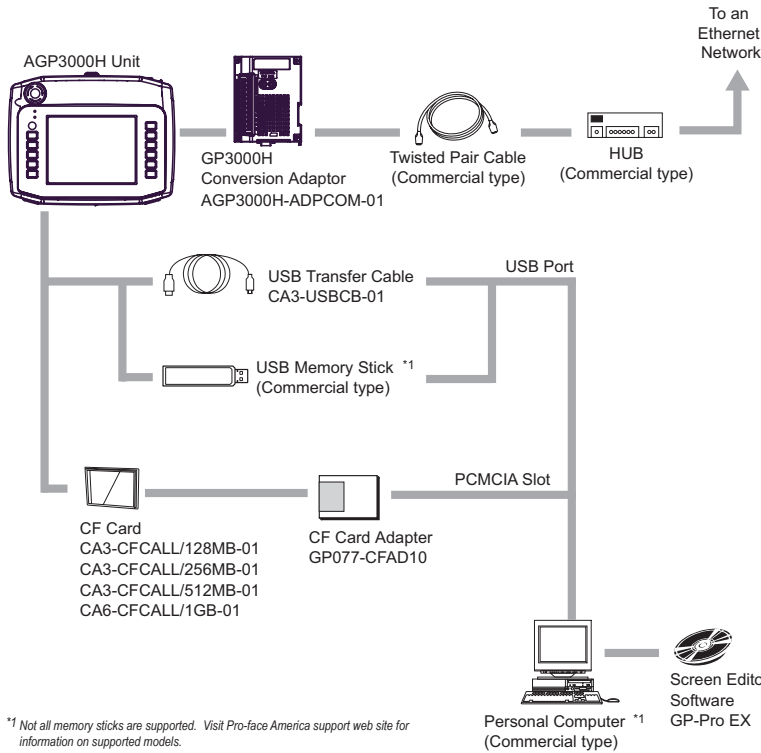 To an
Ethernet
Network
AGP3000H Unit
GP3000H
Conversion Adaptor
AGP3000H-ADPCOM-01
Twisted Pair Cable
(Commercial type)
HUB
(Commercial type)
USB Transfer Cable
CA3-USBCB-01
USB Port
USB Memory Stick *1
(Commercial type)
PCMCIA Slot
CF Card
CA3-CFCALL/128MB-01
CA3-CFCALL/256MB-01
CA3-CFCALL/512MB-01
CA6-CFCALL/1GB-01
CF Card Adapter
GP077-CFAD10
Personal Computer *1
(Commercial type)
Screen Edito
Software
GP-Pro EX
*1 Not all memory sticks are supported. Visit Pro-face America support web site for
information on supported models.